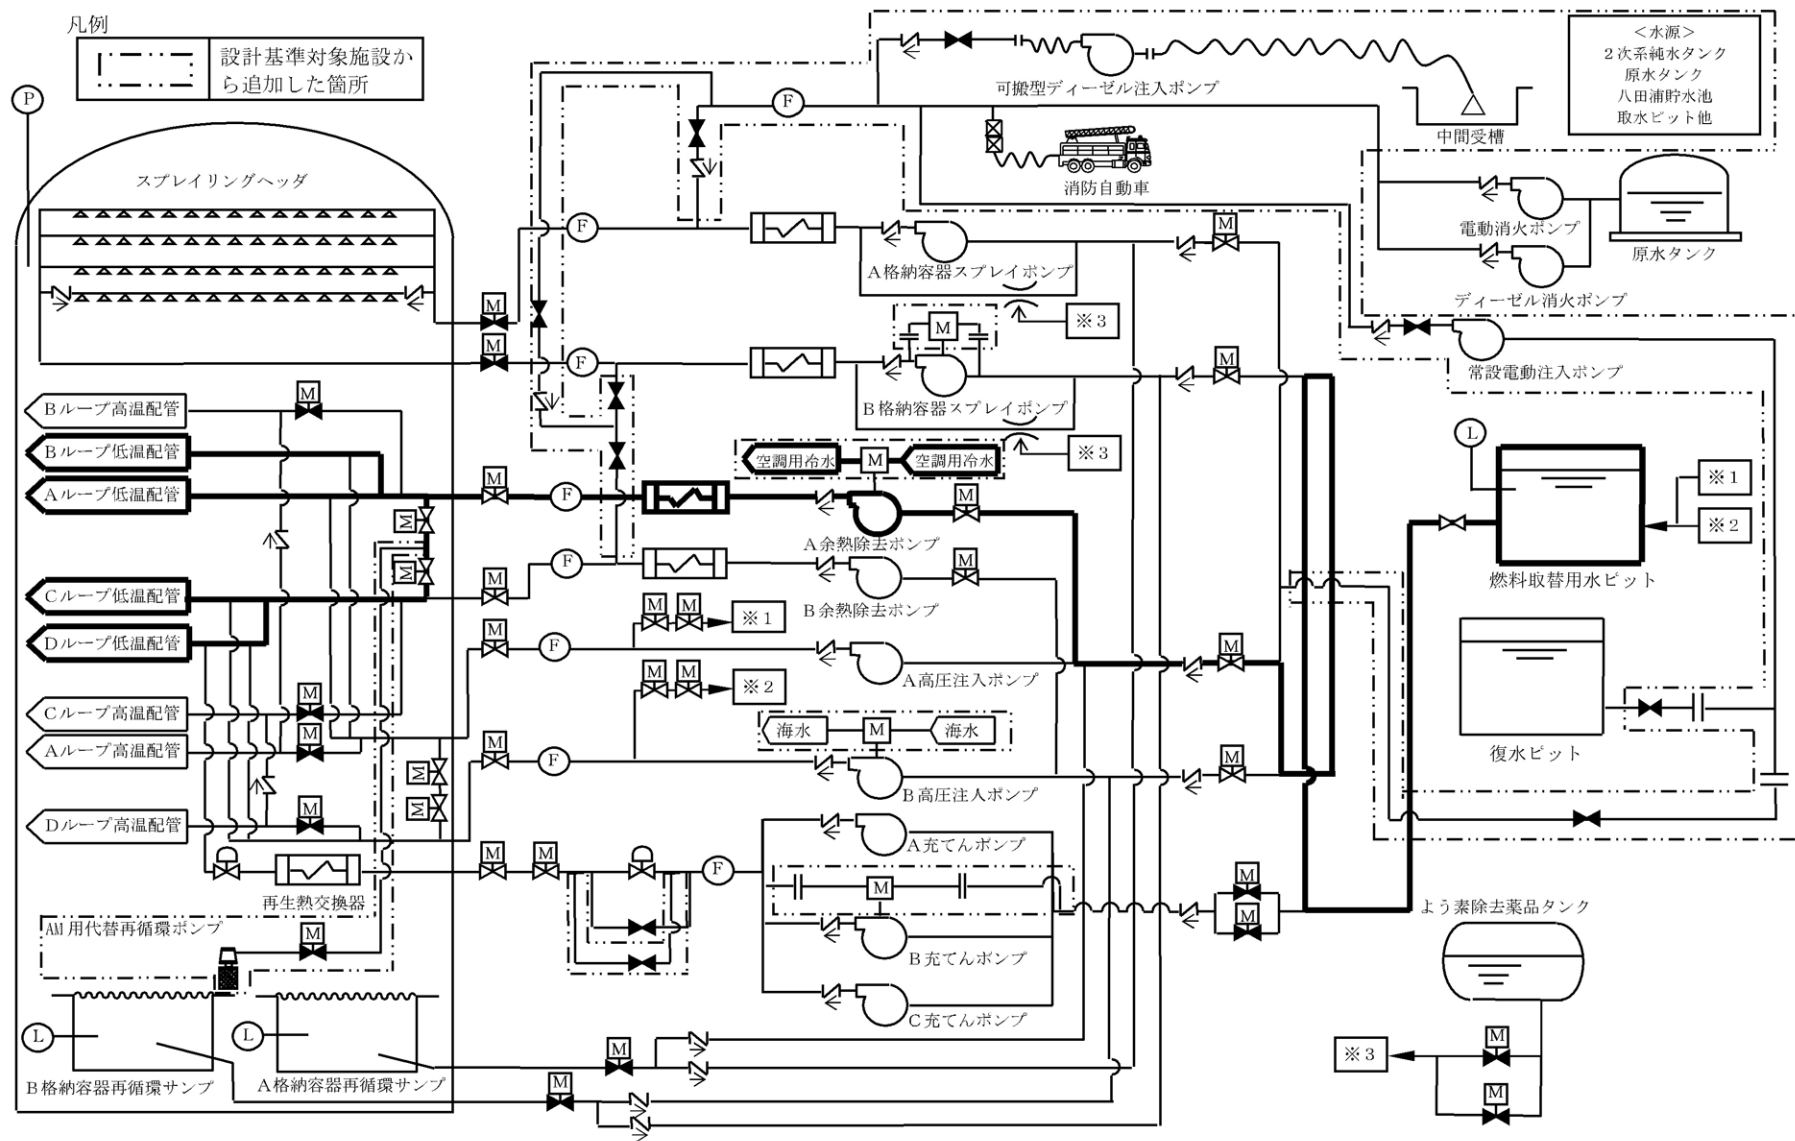 凡例
設計基準対象施設か
ら追加した箇所
P
スプレイリングヘッダ
F
可搬型ディーゼル注入ポンプ
消防自動車
中間受槽
<水源>
2次系純水タンク
原水タンク
八田浦貯水池
取水ピット他
電動消火ポンプ
ディーゼル消火ポンプ
原水タンク
F
M
A格納容器スプレイポンプ
※3
M
M
M
F
M
M
B格納容器スプレイポンプ
※3
常設電動注入ポンプ
Bループ高温配管
M
Bループ低温配管
空調用冷水
M
空調用冷水
L
Aループ低温配管
M
F
M
※1
※2
燃料取替用水ピット
M
A余熱除去ポンプ
M
M
F
M
B余熱除去ポンプ
Cループ低温配管
Dループ低温配管
M
M
※1
M
F
A高圧注入ポンプ
M
M
M
※2
Cループ高温配管
M
海水
M
海水
Aループ高温配管
M
M
F
B高圧注人ポンプ
M
復水ピット
M
M
Dループ高温配管
M
A充てんポンプ
再生熱交換器
M
M
F
M
M
M
B充てんポンプ
C充てんポンプ
よう素除去薬品タンク
AM用代替再循環ポンプ
M
L
L
B格納容器再循環サンプ
A格納容器再循環サンプ
M
M
※3
M
M